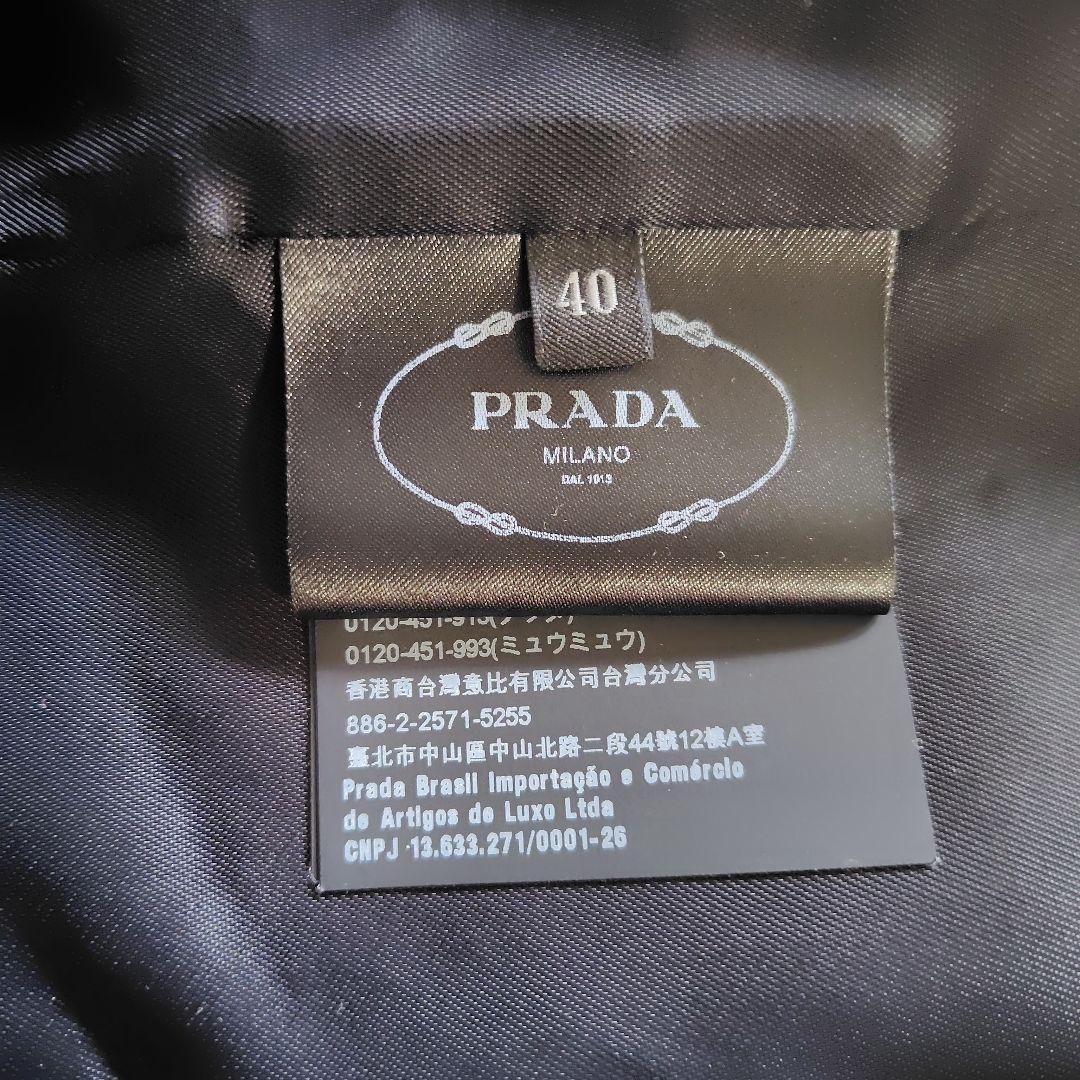 40
PRADA
MILANO
DAL 1913
0120-451-993(ミュウミュウ)
香港商台灣意比有限公司台灣分公司
886-2-2571-5255
臺北市中山區中山北路二段44號12樓A室
Prada Brasil Importação e Comércio
de Artigos de Luxo Ltda
CNPJ 13.633.271/0001-26